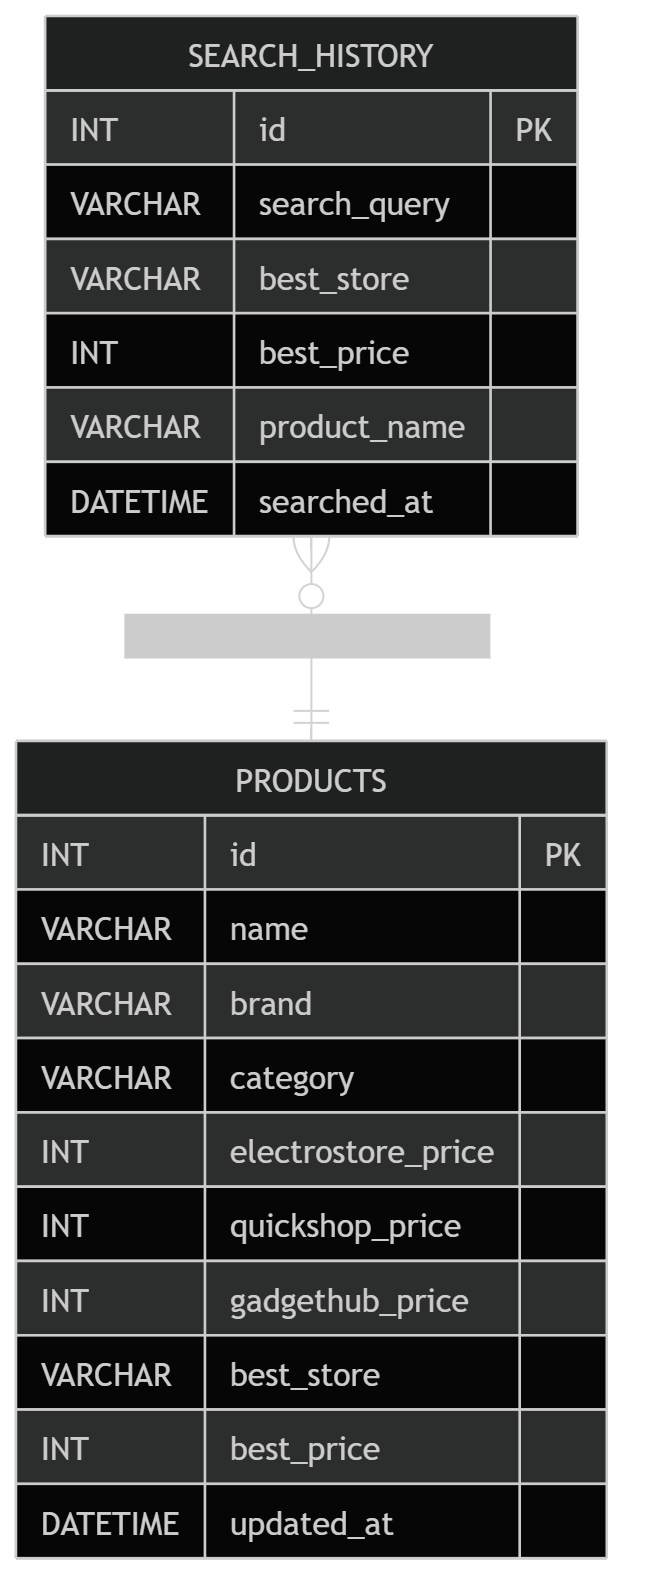 SEARCH_HISTORY
INT id PK
VARCHAR search_query
VARCHAR best_store
INT best_price
VARCHAR product_name
DATETIME searched_at
PRODUCTS
INT id PK
VARCHAR name
VARCHAR brand
VARCHAR category
INT electrostore_price
INT quickshop_price
INT gadgethub_price
VARCHAR best_store
INT best_price
DATETIME updated_at